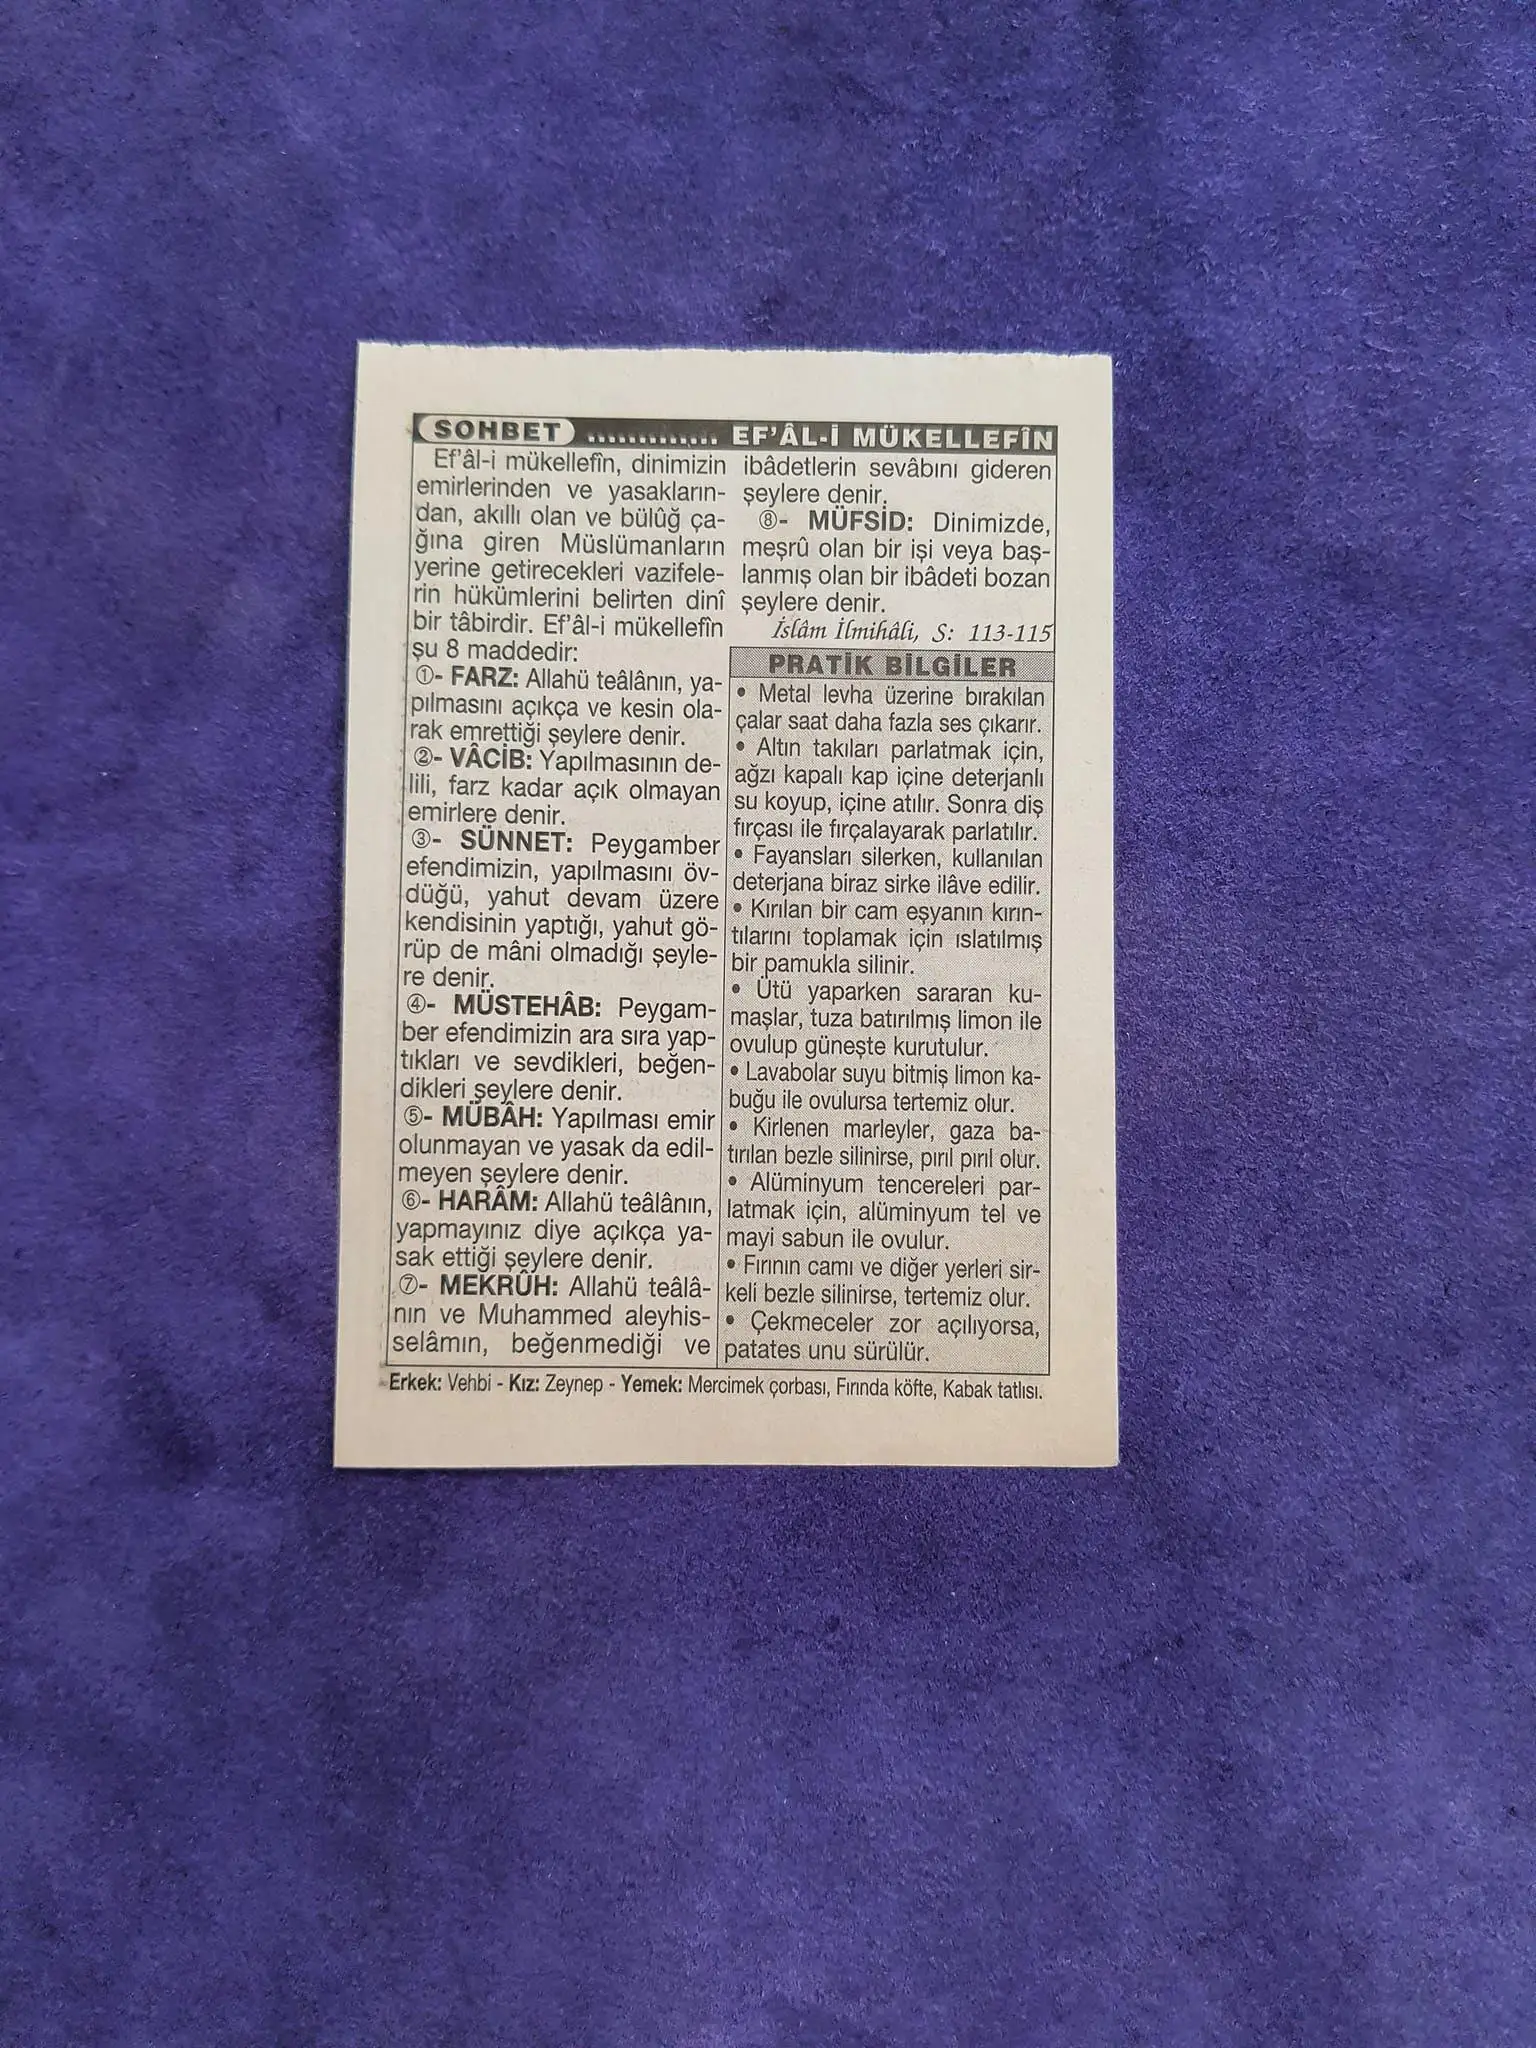 SOHBET ............. EF'ÂL-İ MÜKELLEFÎN
Ef'âl-i mükellefîn, dinimizin
emirlerinden ve yasakların-
dan, akıllı olan ve bülûğ ça-
ğına giren Müslümanların
yerine getirecekleri vazifele-
rin hükümlerini belirten dinî
bir tâbirdir. Ef'âl-i mükellefîn
şu 8 maddedir:
①- FARZ: Allahü teâlânın, ya-
pılmasını açıkça ve kesin ola-
rak emrettiği şeylere denir.
②- VÂCİB: Yapılmasının de-
lili, farz kadar açık olmayan
emirlere denir.
③- SÜNNET: Peygamber
efendimizin, yapılmasını öv-
düğü, yahut devam üzere
kendisinin yaptığı, yahut gö-
rüp de mâni olmadığı şeyle-
re denir.
④- MÜSTEHÂB: Peygam-
ber efendimizin ara sıra yap-
tıkları ve sevdikleri, beğen-
dikleri şeylere denir.
⑤- MÜBÂH: Yapılması emir
olunmayan ve yasak da edil-
meyen şeylere denir.
⑥- HARÂM: Allahü teâlânın,
yapmayınız diye açıkça ya-
sak ettiği şeylere denir.
⑦- MEKRÛH: Allahü teâlâ-
nın ve Muhammed aleyhis-
selâmın, beğenmediği ve
ibâdetlerin sevâbını gideren
şeylere denir.
⑧- MÜFSİD: Dinimizde,
meşrû olan bir işi veya baş-
lanmış olan bir ibâdeti bozan
şeylere denir.
İslâm İlmihâli, S: 113-115
PRATİK BİLGİLER
• Metal levha üzerine bırakılan
çalar saat daha fazla ses çıkarır.
• Altın takıları parlatmak için,
ağzı kapalı kap içine deterjanlı
su koyup, içine atılır. Sonra diş
fırçası ile fırçalayarak parlatılır.
• Fayansları silerken, kullanılan
deterjana biraz sirke ilâve edilir.
• Kırılan bir cam eşyanın kırın-
tılarını toplamak için ıslatılmış
bir pamukla silinir.
• Ütü yaparken sararan ku-
maşlar, tuza batırılmış limon ile
ovulup güneşte kurutulur.
• Lavabolar suyu bitmiş limon ka-
buğu ile ovulursa tertemiz olur.
• Kirlenen marleyler, gaza ba-
tırılan bezle silinirse, pırıl pırıl olur.
• Alüminyum tencereleri par-
latmak için, alüminyum tel ve
mayi sabun ile ovulur.
• Fırının camı ve diğer yerleri sir-
keli bezle silinirse, tertemiz olur.
• Çekmeceler zor açılıyorsa,
patates unu sürülür.
Erkek: Vehbi - Kız: Zeynep - Yemek: Mercimek çorbası, Fırında köfte, Kabak tatlısı.